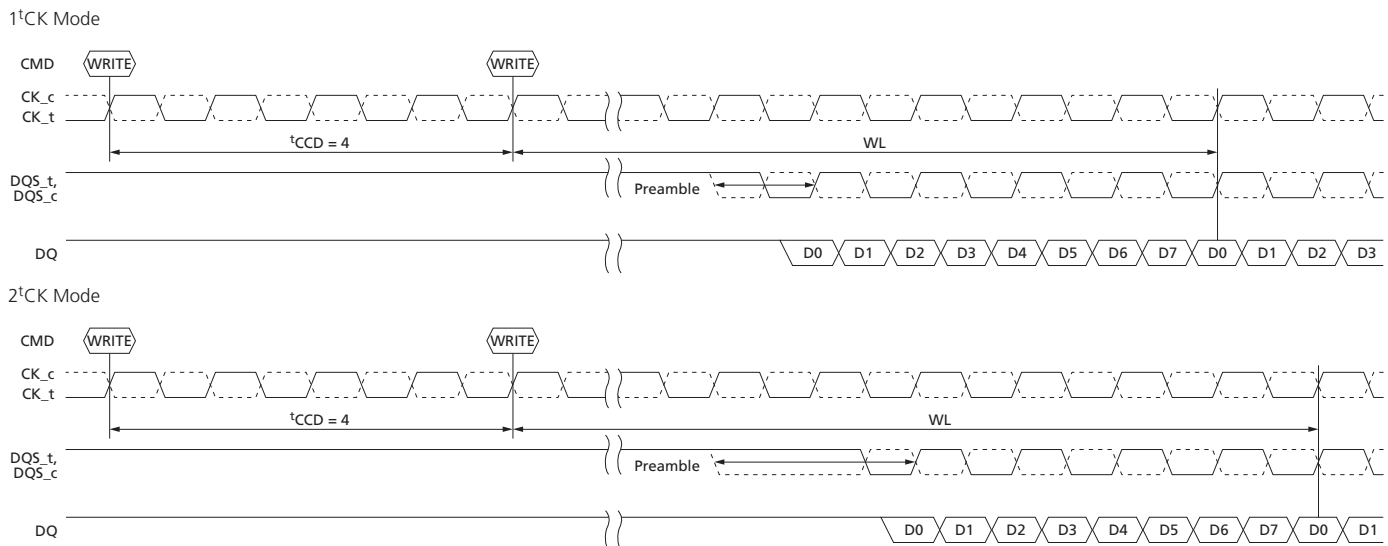 1tCK Mode
CMD WRITE WRITE
CK_c
CK_t
tCCD = 4 WL
DQS_t,
DQS_c Preamble
DQ D0 D1 D2 D3 D4 D5 D6 D7 D0 D1 D2 D3
2tCK Mode
CMD WRITE WRITE
CK_c
CK_t
tCCD = 4 WL
DQS_t,
DQS_c Preamble
DQ D0 D1 D2 D3 D4 D5 D6 D7 D0 D1